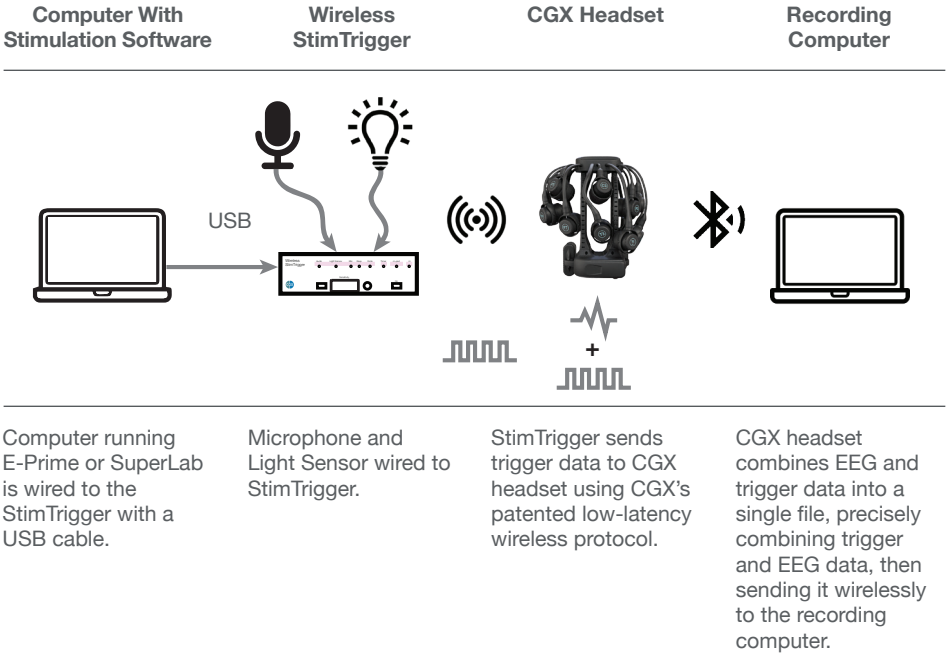 Computer With
Stimulation Software
Wireless
StimTrigger
CGX Headset
Recording
Computer
USB
Wireless
StimTrigger
+
Computer running
E-Prime or SuperLab
is wired to the
StimTrigger with a
USB cable.
Microphone and
Light Sensor wired to
StimTrigger.
StimTrigger sends
trigger data to CGX
headset using CGX’s
patented low-latency
wireless protocol.
CGX headset
combines EEG and
trigger data into a
single file, precisely
combining trigger
and EEG data, then
sending it wirelessly
to the recording
computer.